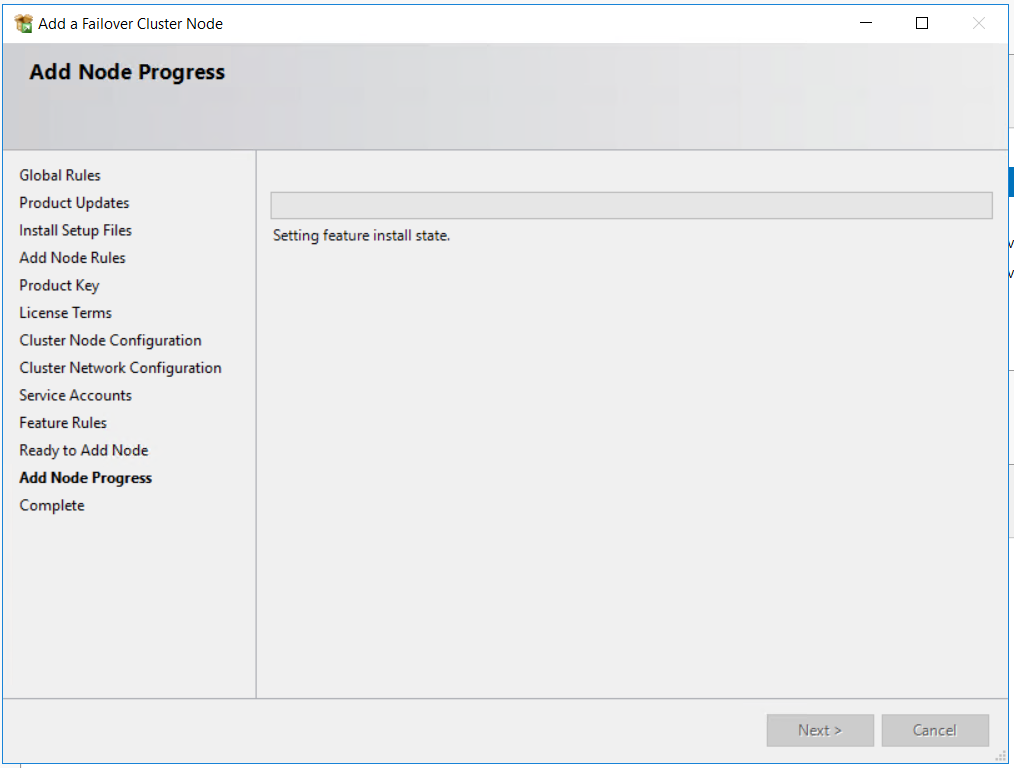 Add a Failover Cluster Node
Add Node Progress
Global Rules
Product Updates
Install Setup Files
Add Node Rules
Product Key
License Terms
Cluster Node Configuration
Cluster Network Configuration
Service Accounts
Feature Rules
Ready to Add Node
Add Node Progress
Complete
Setting feature install state.
Next >
Cancel